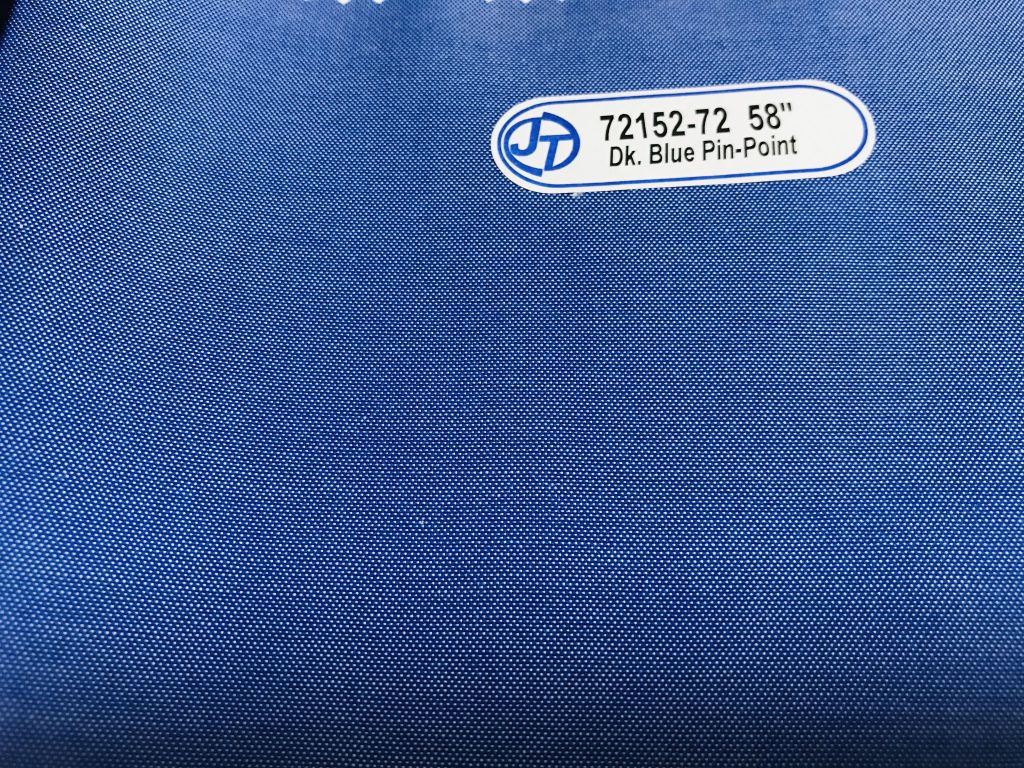 JT
72152-72 58"
Dk. Blue Pin-Point